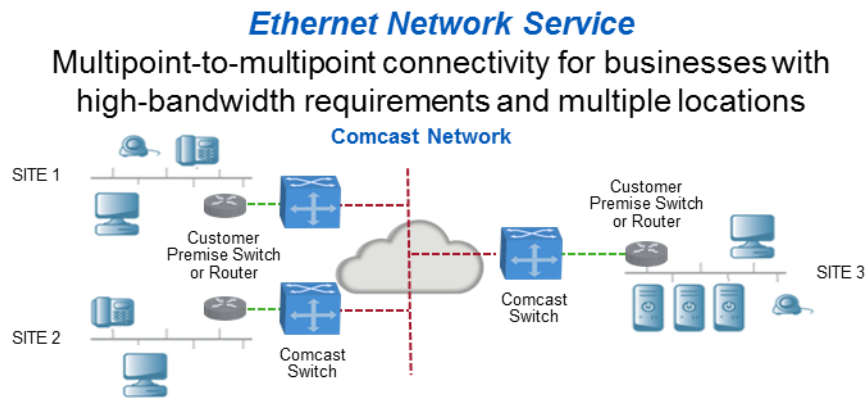 Ethernet Network Service
Multipoint-to-multipoint connectivity for businesses with
high-bandwidth requirements and multiple locations
Comcast Network
SITE 1
Customer
Premise Switch
or Router
Customer
Premise Switch
or Router
SITE 3
Comcast
Switch
SITE 2
Comcast
Switch